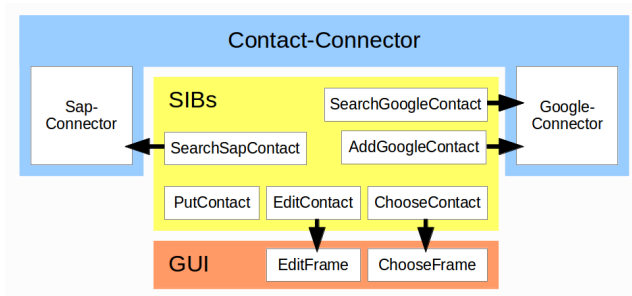 Contact-Connector
Sap-
Connector
SIBs
SearchGoogleContact
Google-
Connector
SearchSapContact
AddGoogleContact
PutContact
EditContact
ChooseContact
GUI
EditFrame
ChooseFrame